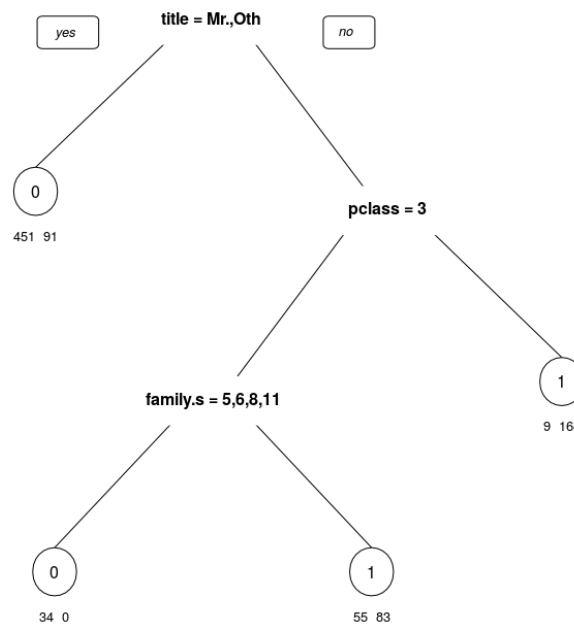 title = Mr.,Oth
yes
no
0
451 91
pclass = 3
family.s = 5,6,8,11
1
9
0
1
34 0
55 83